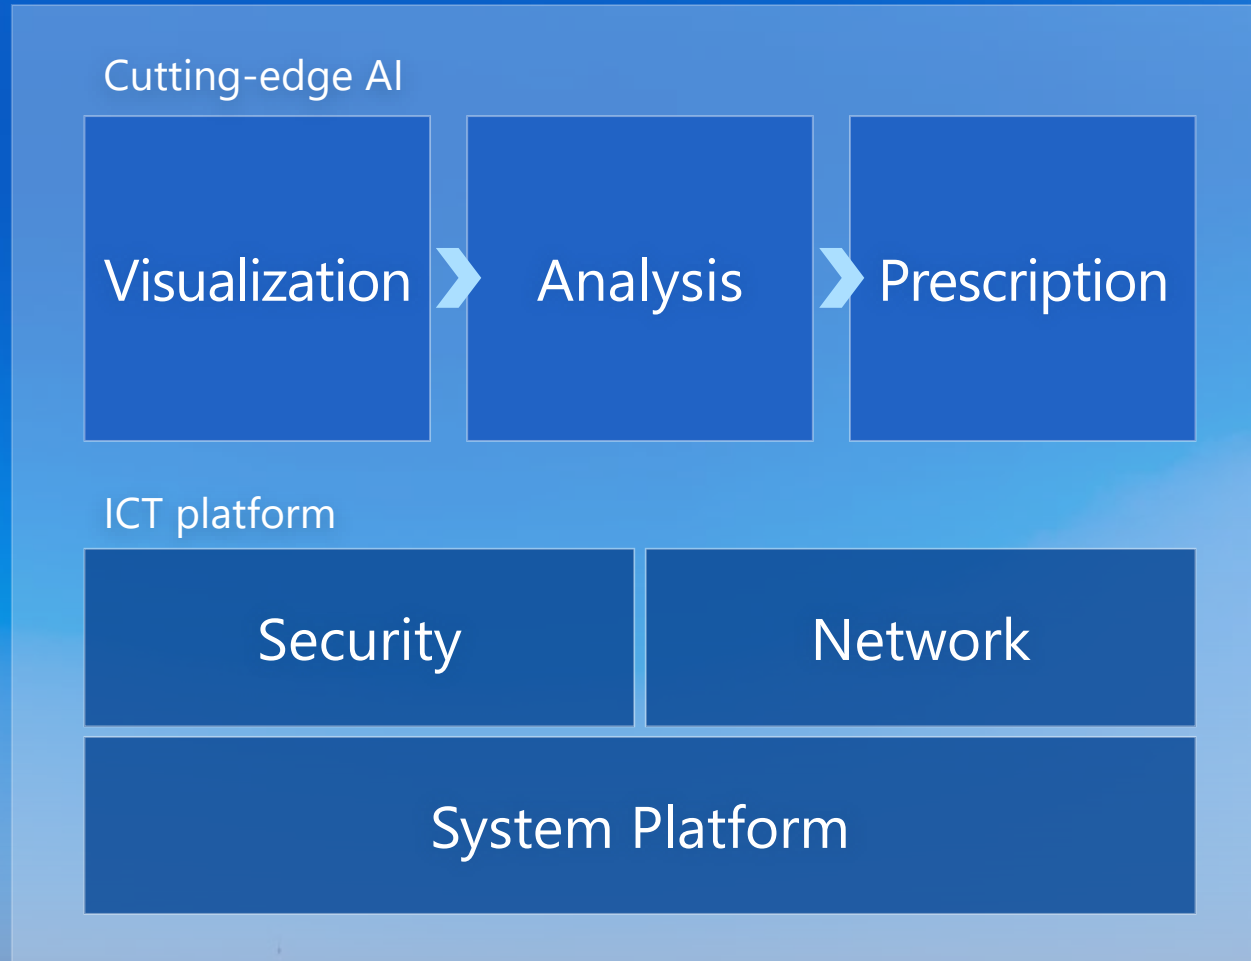 Cutting-edge AI
Visualization
Analysis
Prescription
ICT platform
Security
Network
System Platform